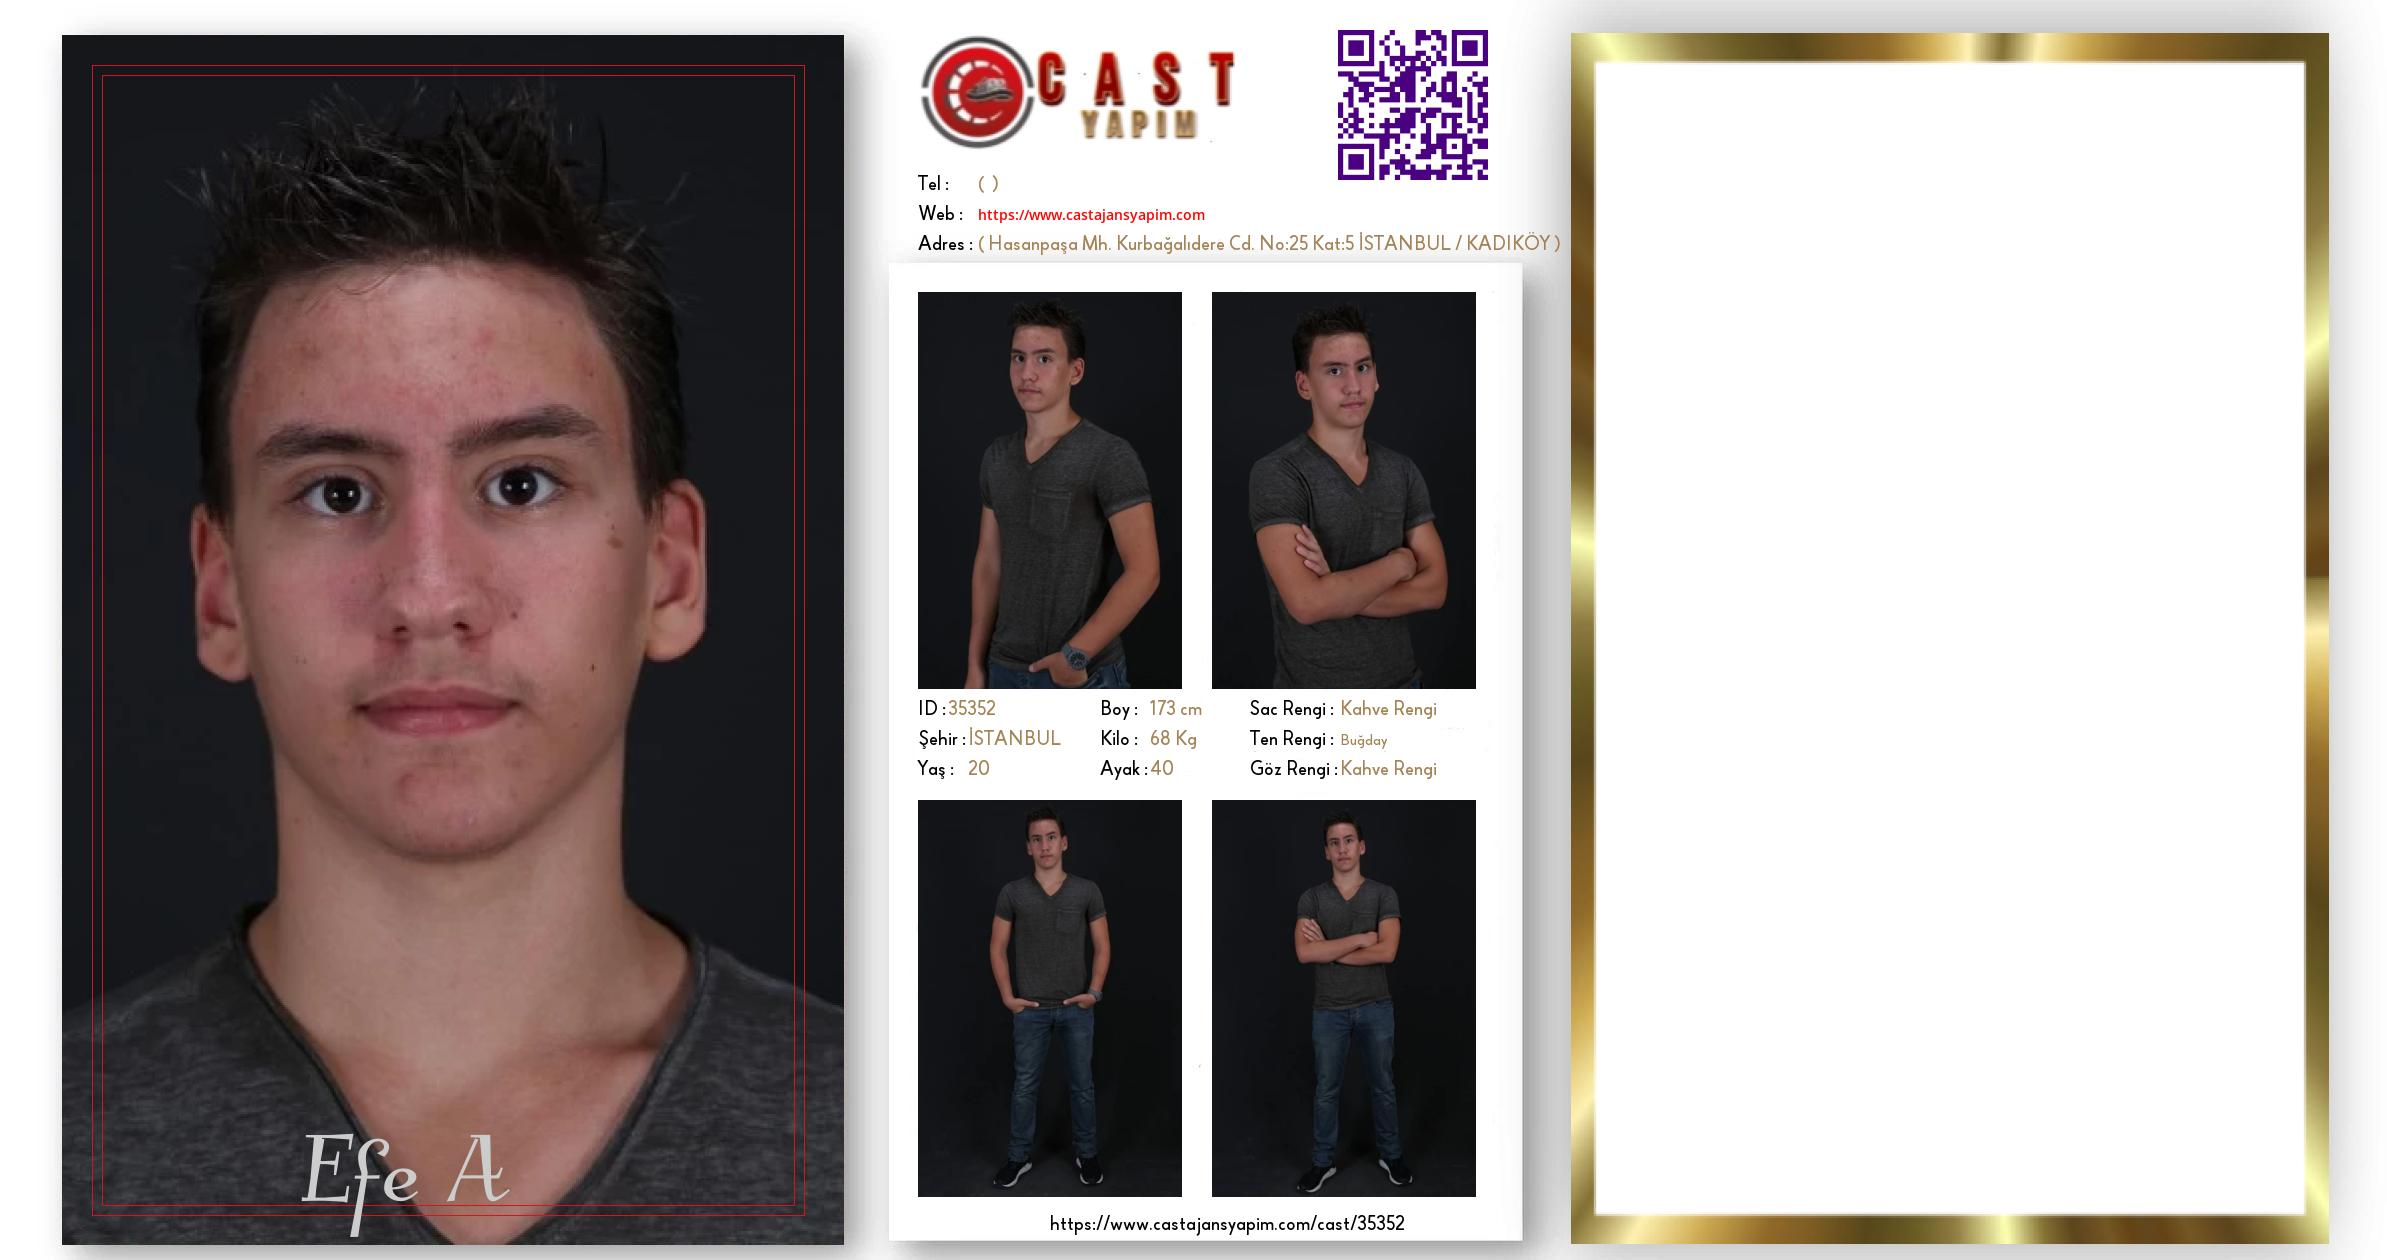 Efe A
CAST
YAPIM
Tel : ( )
Web : https://www.castajansyapim.com
Adres : ( Hasanpaşa Mh. Kurbağalıdere Cd. No:25 Kat:5 İSTANBUL / KADIKÖY )
ID : 35352 Boy : 173 cm Sac Rengi : Kahve Rengi
Şehir : İSTANBUL Kilo : 68 Kg Ten Rengi : Buğday
Yaş : 20 Ayak : 40 Göz Rengi : Kahve Rengi
https://www.castajansyapim.com/cast/35352